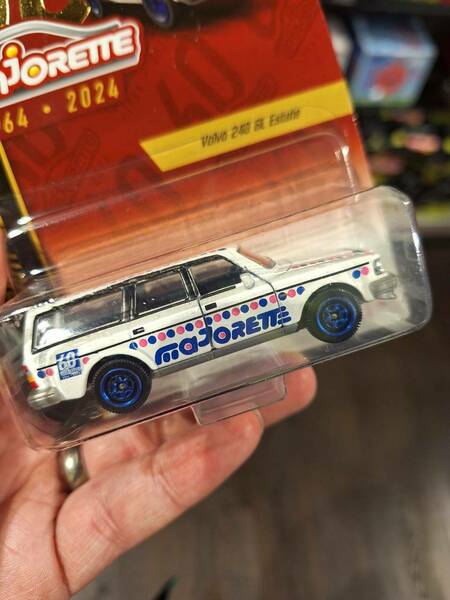 MAJORETTE
64 • 2024
Volvo 240 GL Estate
MAJORETTE
60